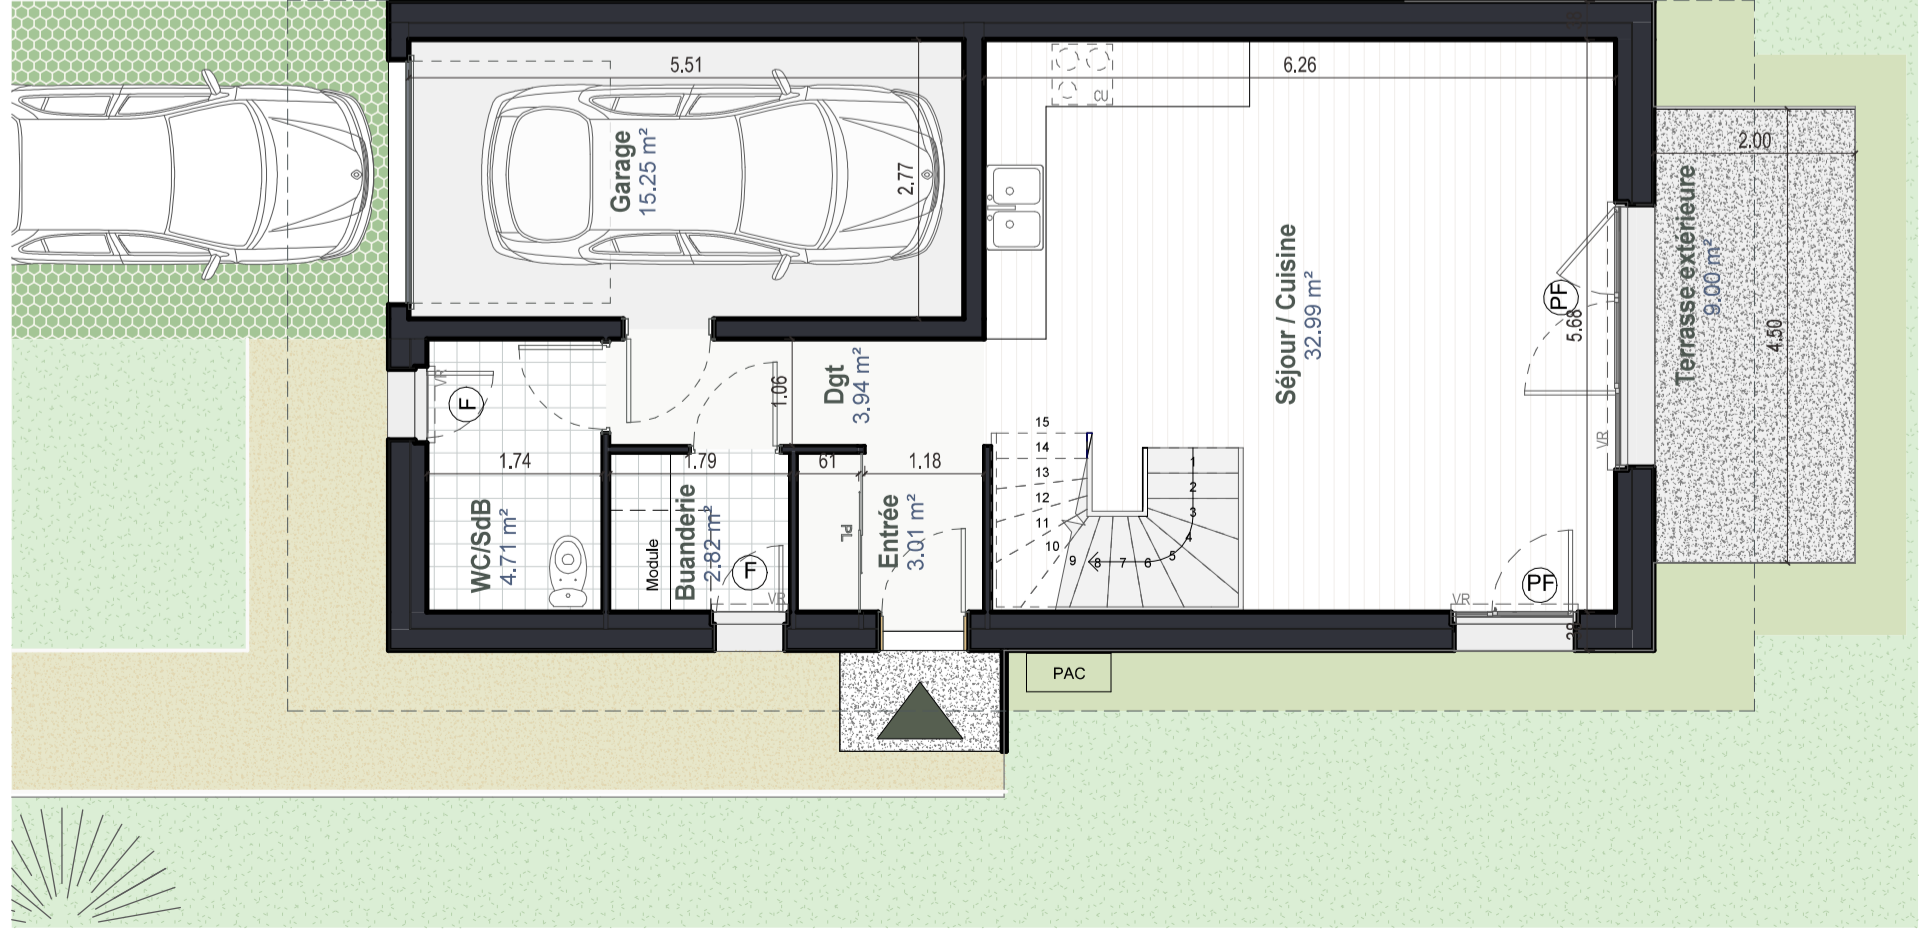 5.51
6.26
CU
2.00
Garage
15.25 m²
2.77
Terrasse extérieure
9.00 m²
4.50
Séjour / Cuisine
32.99 m²
PF
5.68
VR
VR
F
Dgt
3.94 m²
1.06
1.74
1.79
61
1.18
15
14
13
12
11
10
9
8
7
6
5
4
3
2
1
WC/SdB
4.71 m²
Module
Buanderie
2.82 m²
F
VR
PL
Entrée
3.01 m²
PF
VR
28
PAC